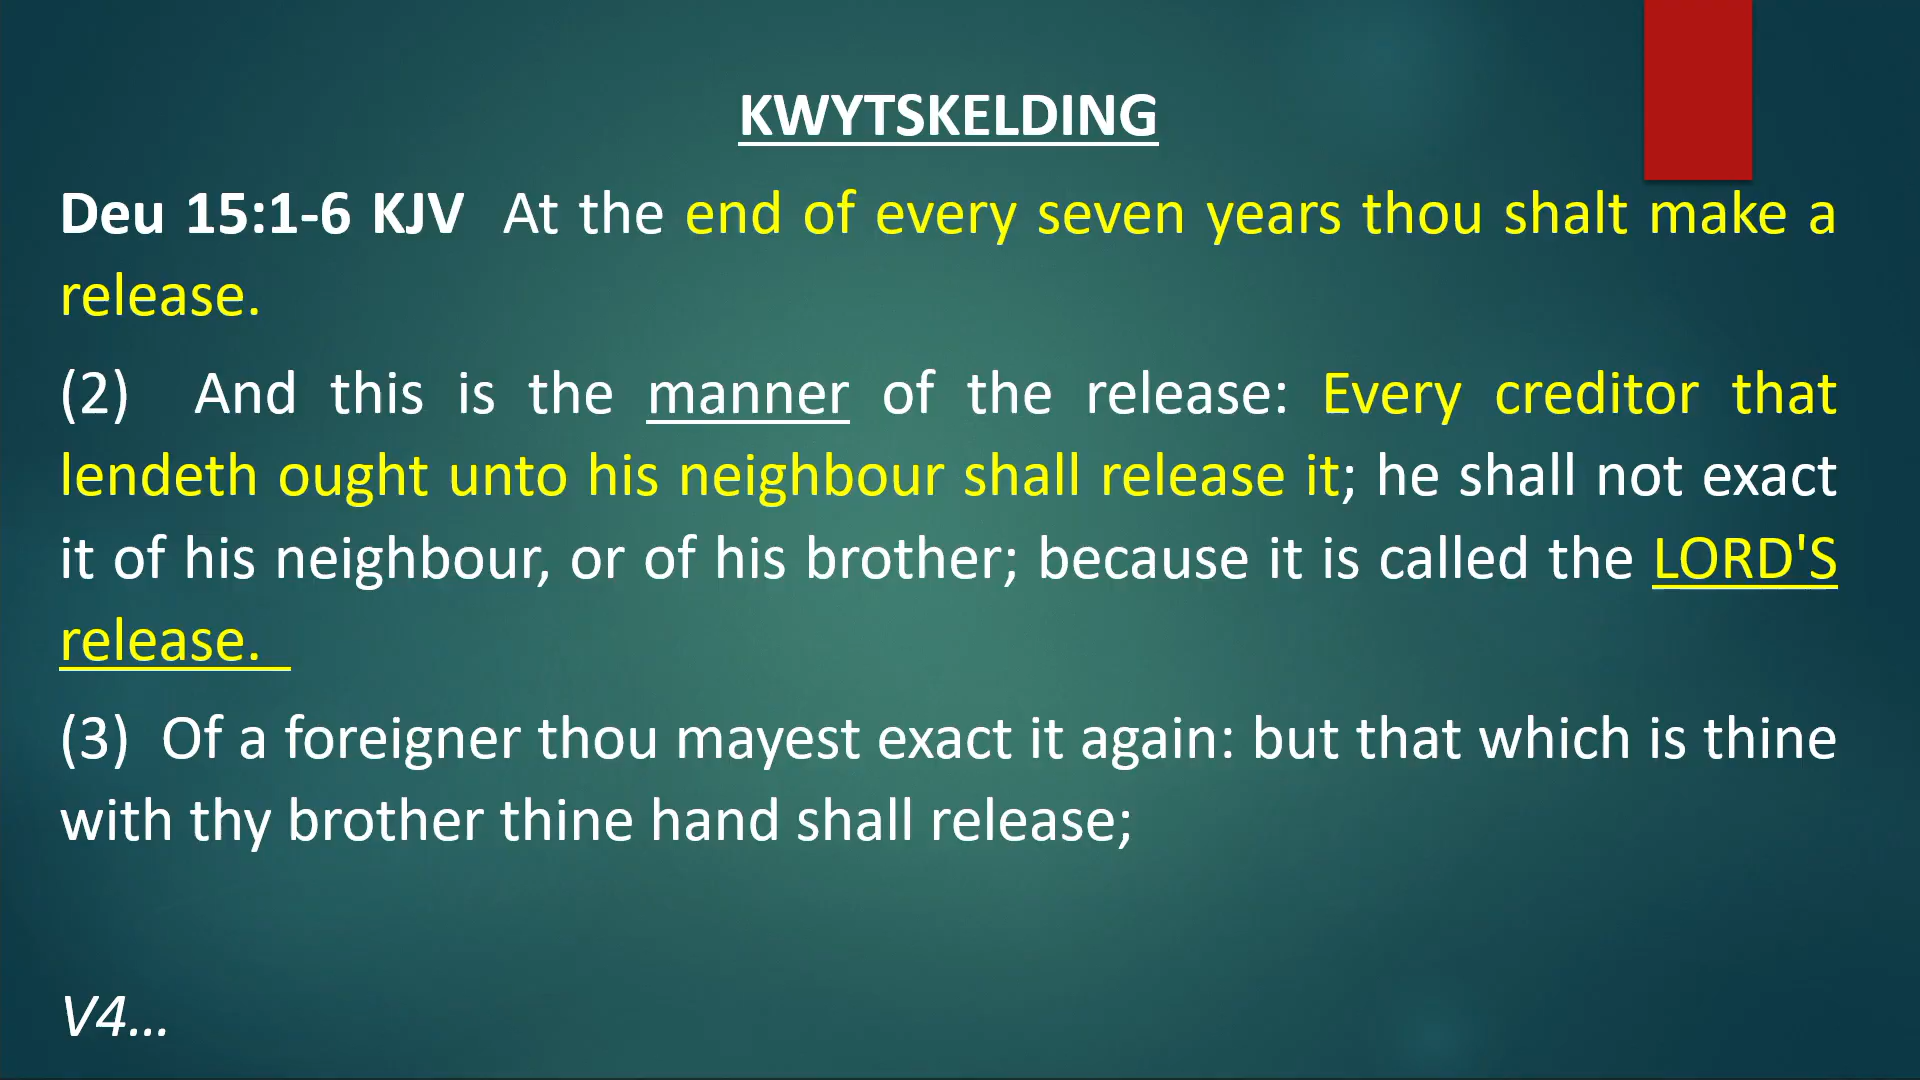 KWYTSKELDING
Deu 15:1-6 KJV At the end of every seven years thou shalt make a
release.
(2) And this is the manner of the release: Every creditor that
lendeth ought unto his neighbour shall release it; he shall not exact
it of his neighbour, or of his brother; because it is called the LORD'S
release.
(3) Of a foreigner thou mayest exact it again: but that which is thine
with thy brother thine hand shall release;
V4...